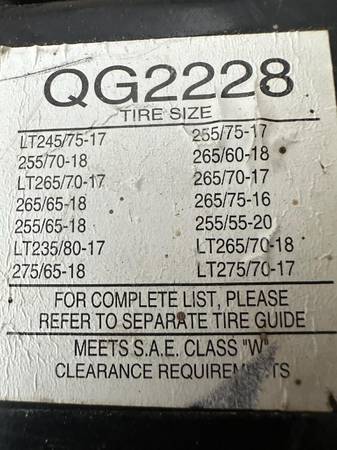 QG2228
TIRE SIZE
LT245/75-17 255/75-17
255/70-18 265/60-18
LT265/70-17 265/70-17
265/65-18 265/75-16
255/65-18 255/55-20
LT235/80-17 LT265/70-18
275/65-18 LT275/70-17
FOR COMPLETE LIST, PLEASE
REFER TO SEPARATE TIRE GUIDE
MEETS S.A.E. CLASS "W"
CLEARANCE REQUIREMENTS